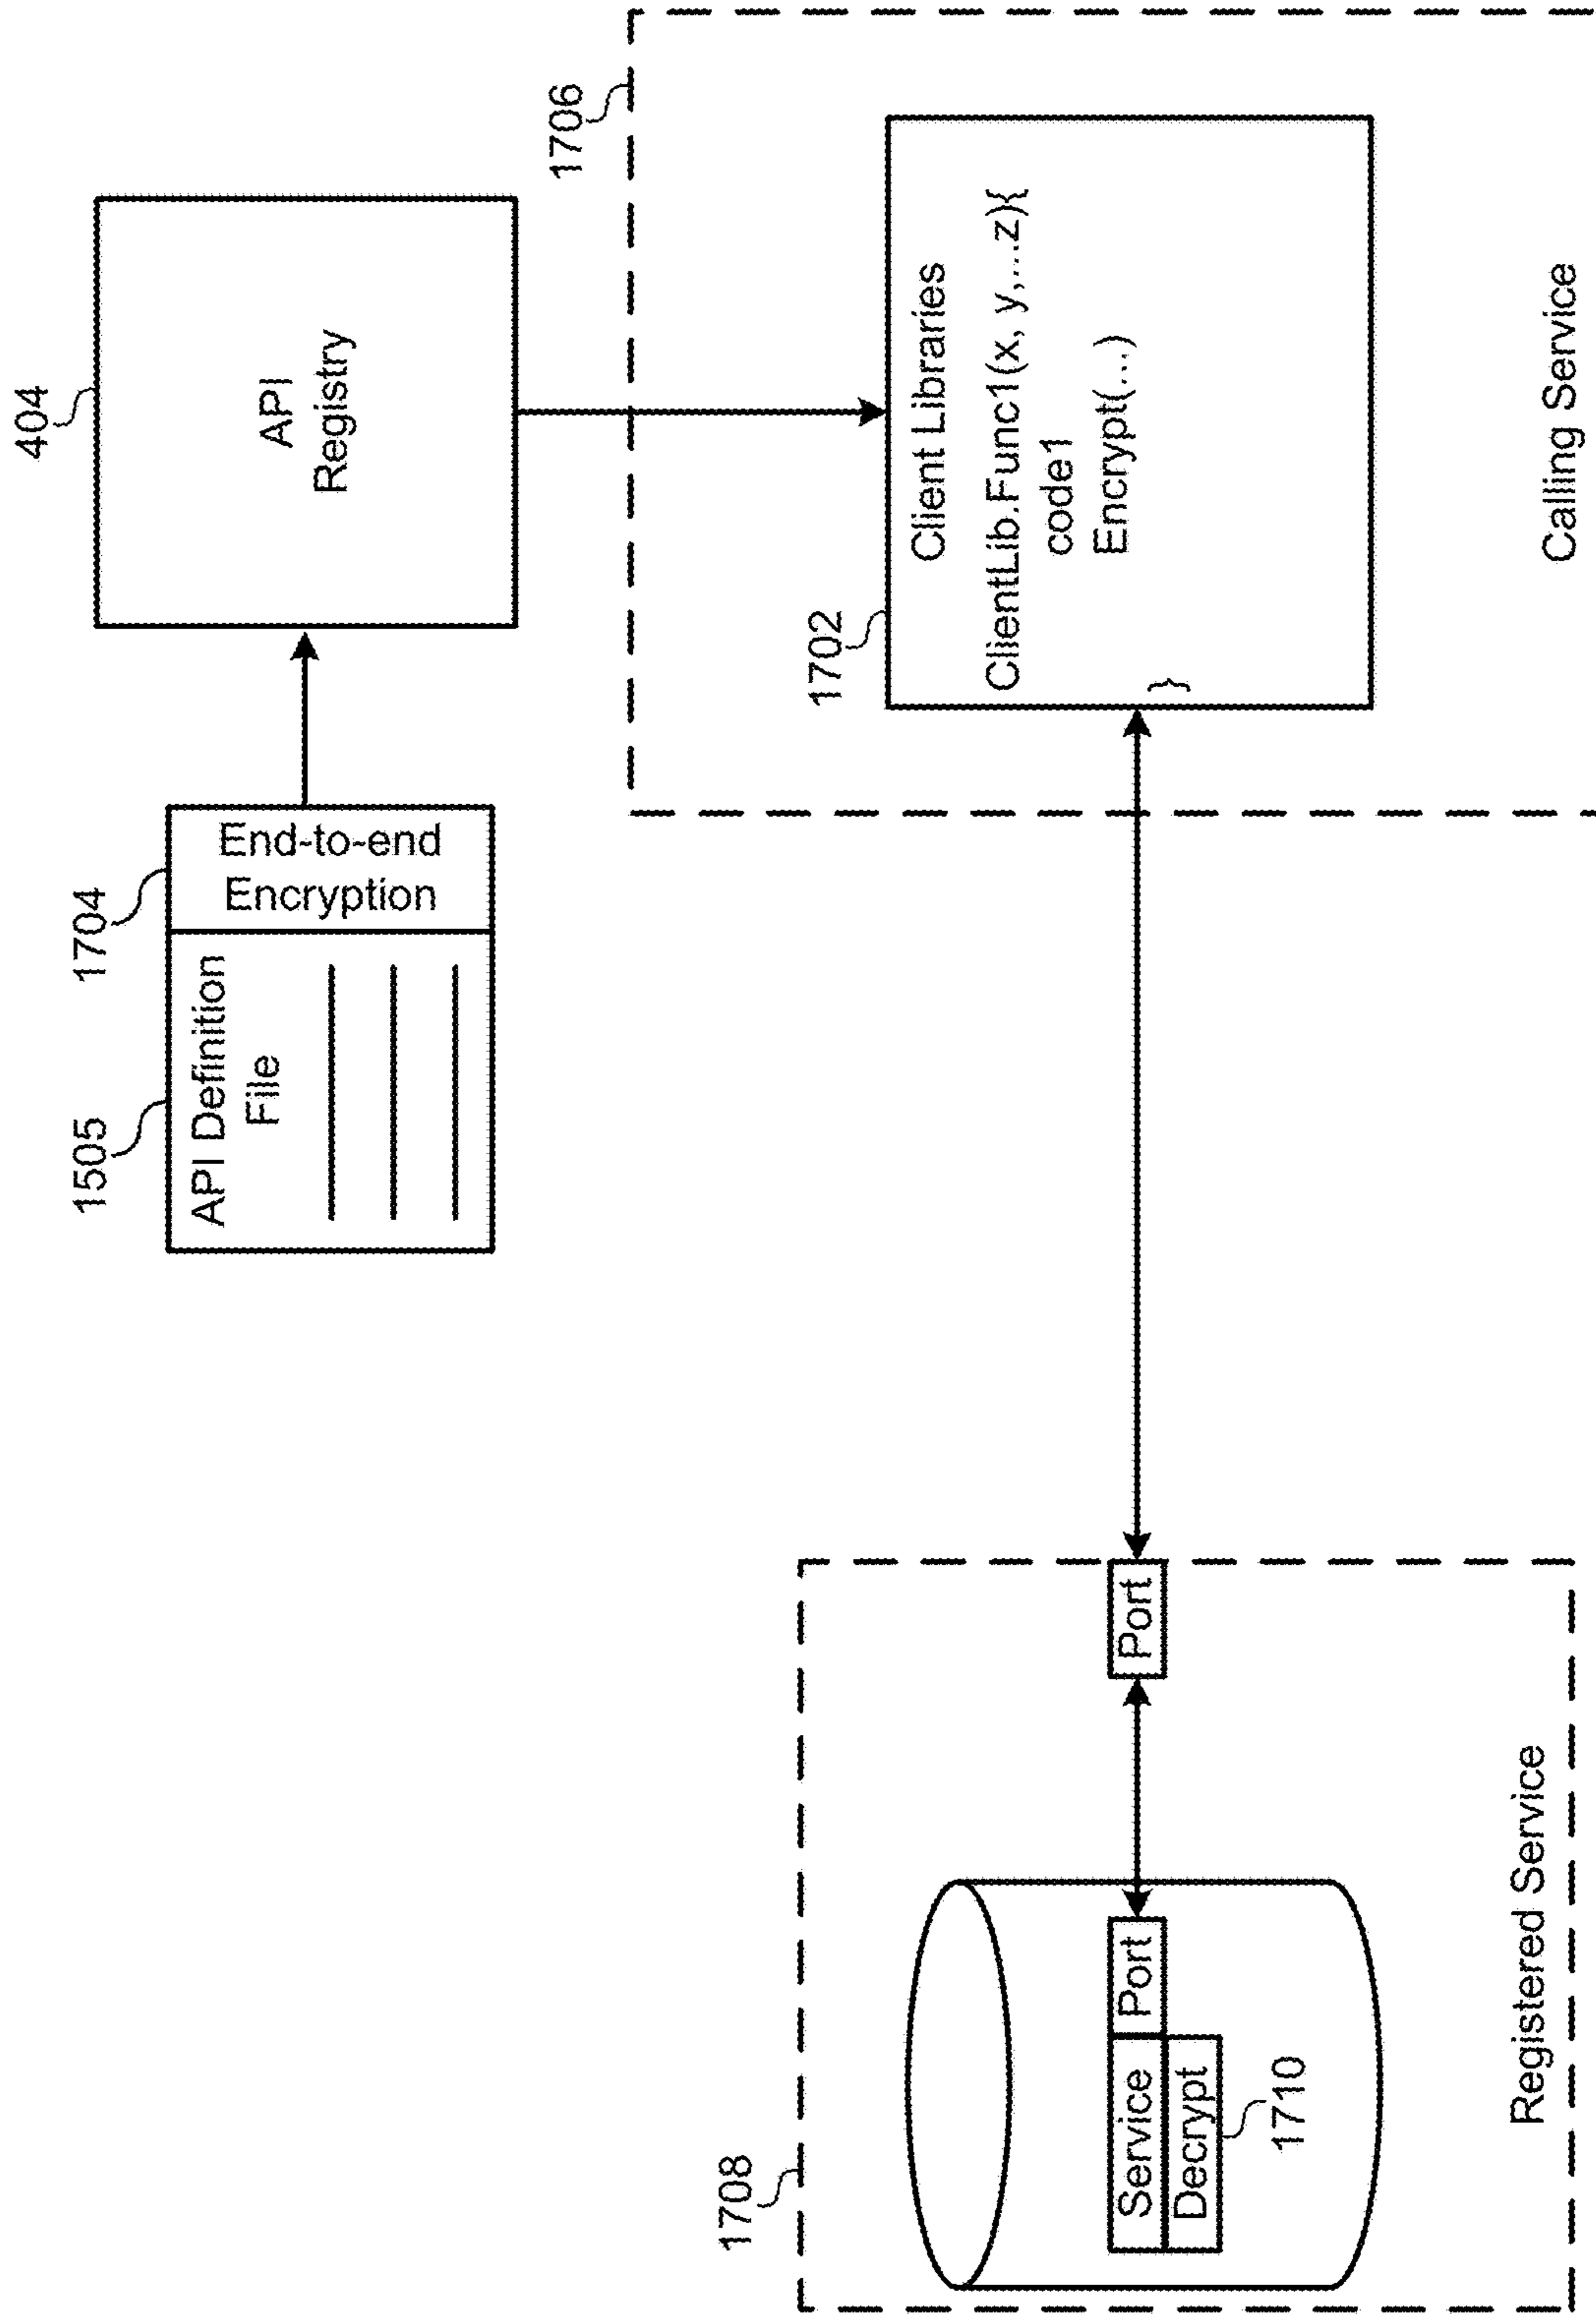 404
API
Registry
1704
End-to-end
Encryption
1505
API Definition
File
1706
1702
Client Libraries
ClientLib.Func1(x, y,...z){
code1
Encrypt(...)
}
Calling Service
1708
Port
Service
Port
Decrypt
1710
Registered Service